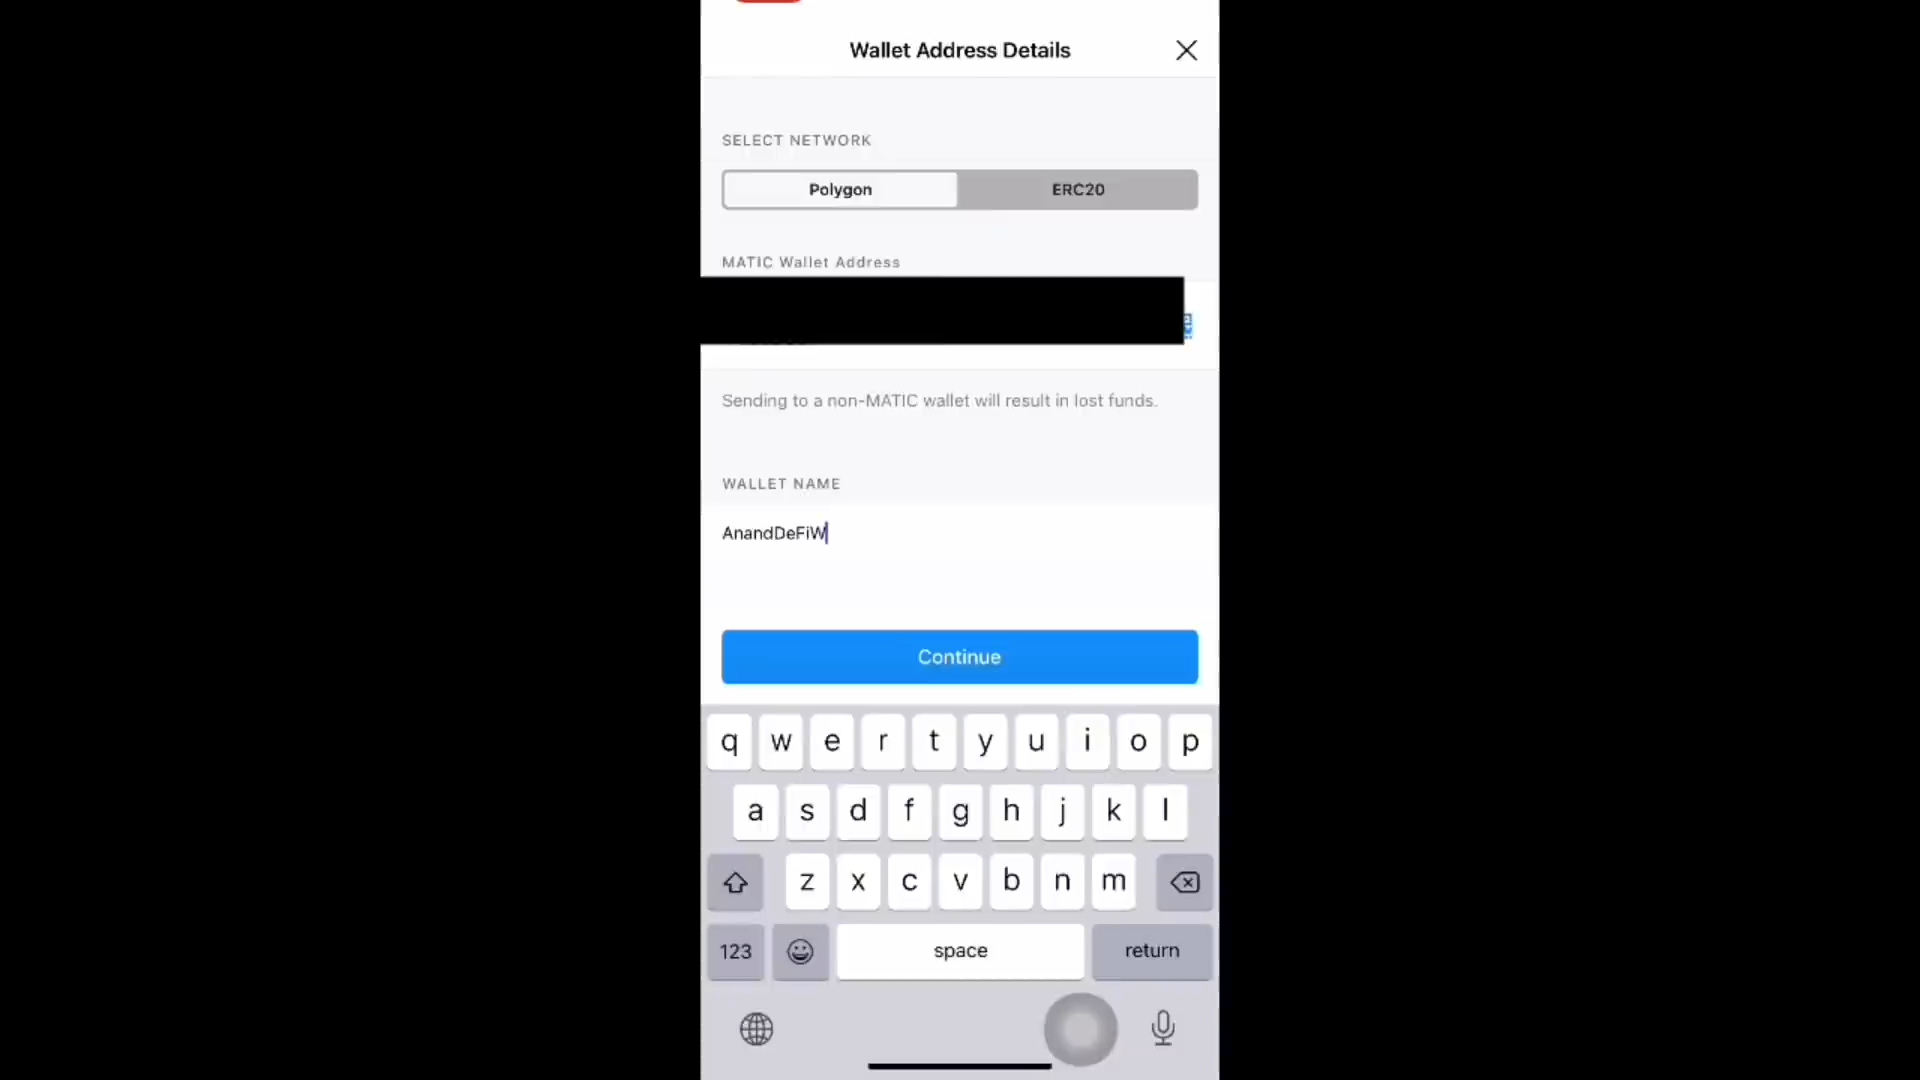 Wallet Address Details
SELECT NETWORK
Polygon ERC20
MATIC Wallet Address
Sending to a non-MATIC wallet will result in lost funds.
WALLET NAME
AnandDeFiW
Continue
q w e r t y u i o p
a s d f g h j k l
z x c v b n m
123 space return